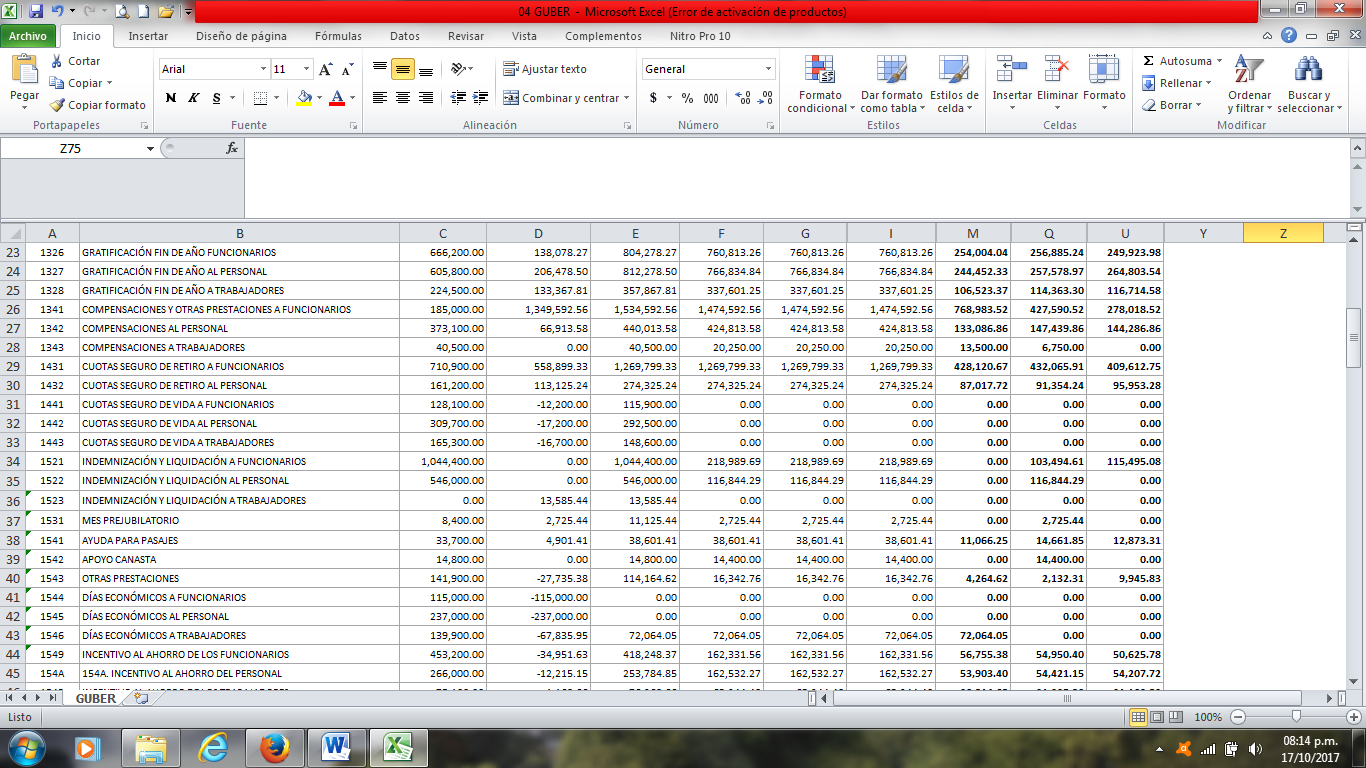 04 GUBER - Microsoft Excel (Error de activación de productos)
Archivo Inicio Insertar Diseño de página Fórmulas Datos Revisar Vista Complementos Nitro Pro 10
Pegar Cortar Copiar Copiar formato Portapapeles
Arial 11 N K S Fuente
Ajustar texto Combinar y centrar Alineación
General $ % 000 Número
Formato condicional Dar formato como tabla Estilos de celda Estilos
Insertar Eliminar Formato Celdas
Autosuma Rellenar Borrar Ordenar y filtrar Buscar y seleccionar Modificar
Z75 fx
A B C D E F G I M Q U Y Z
23 1326 GRATIFICACIÓN FIN DE AÑO FUNCIONARIOS 666,200.00 138,078.27 804,278.27 760,813.26 760,813.26 760,813.26 254,004.04 256,885.24 249,923.98
24 1327 GRATIFICACIÓN FIN DE AÑO AL PERSONAL 605,800.00 206,478.50 812,278.50 766,834.84 766,834.84 766,834.84 244,452.33 257,578.97 264,803.54
25 1328 GRATIFICACIÓN FIN DE AÑO A TRABAJADORES 224,500.00 133,367.81 357,867.81 337,601.25 337,601.25 337,601.25 106,523.37 114,363.30 116,714.58
26 1341 COMPENSACIONES Y OTRAS PRESTACIONES A FUNCIONARIOS 185,000.00 1,349,592.56 1,534,592.56 1,474,592.56 1,474,592.56 1,474,592.56 768,983.52 427,590.52 278,018.52
27 1342 COMPENSACIONES AL PERSONAL 373,100.00 66,913.58 440,013.58 424,813.58 424,813.58 424,813.58 133,086.86 147,439.86 144,286.86
28 1343 COMPENSACIONES A TRABAJADORES 40,500.00 0.00 40,500.00 20,250.00 20,250.00 20,250.00 13,500.00 6,750.00 0.00
29 1431 CUOTAS SEGURO DE RETIRO A FUNCIONARIOS 710,900.00 558,899.33 1,269,799.33 1,269,799.33 1,269,799.33 1,269,799.33 428,120.67 432,065.91 409,612.75
30 1432 CUOTAS SEGURO DE RETIRO AL PERSONAL 161,200.00 113,125.24 274,325.24 274,325.24 274,325.24 274,325.24 87,017.72 91,354.24 95,953.28
31 1441 CUOTAS SEGURO DE VIDA A FUNCIONARIOS 128,100.00 -12,200.00 115,900.00 0.00 0.00 0.00 0.00 0.00 0.00
32 1442 CUOTAS SEGURO DE VIDA AL PERSONAL 309,700.00 -17,200.00 292,500.00 0.00 0.00 0.00 0.00 0.00 0.00
33 1443 CUOTAS SEGURO DE VIDA A TRABAJADORES 165,300.00 -16,700.00 148,600.00 0.00 0.00 0.00 0.00 0.00 0.00
34 1521 INDEMNIZACIÓN Y LIQUIDACIÓN A FUNCIONARIOS 1,044,400.00 0.00 1,044,400.00 218,989.69 218,989.69 218,989.69 0.00 103,494.61 115,495.08
35 1522 INDEMNIZACIÓN Y LIQUIDACIÓN AL PERSONAL 546,000.00 0.00 546,000.00 116,844.29 116,844.29 116,844.29 0.00 116,844.29 0.00
36 1523 INDEMNIZACIÓN Y LIQUIDACIÓN A TRABAJADORES 0.00 13,585.44 13,585.44 0.00 0.00 0.00 0.00 0.00 0.00
37 1531 MES PREJUBILATORIO 8,400.00 2,725.44 11,125.44 2,725.44 2,725.44 2,725.44 0.00 2,725.44 0.00
38 1541 AYUDA PARA PASAJES 33,700.00 4,901.41 38,601.41 38,601.41 38,601.41 38,601.41 11,066.25 14,661.85 12,873.31
39 1542 APOYO CANASTA 14,800.00 0.00 14,800.00 14,400.00 14,400.00 14,400.00 0.00 14,400.00 0.00
40 1543 OTRAS PRESTACIONES 141,900.00 -27,735.38 114,164.62 16,342.76 16,342.76 16,342.76 4,264.62 2,132.31 9,945.83
41 1544 DÍAS ECONÓMICOS A FUNCIONARIOS 115,000.00 -115,000.00 0.00 0.00 0.00 0.00 0.00 0.00 0.00
42 1545 DÍAS ECONÓMICOS AL PERSONAL 237,000.00 -237,000.00 0.00 0.00 0.00 0.00 0.00 0.00 0.00
43 1546 DÍAS ECONÓMICOS A TRABAJADORES 139,900.00 -67,835.95 72,064.05 72,064.05 72,064.05 72,064.05 72,064.05 0.00 0.00
44 1549 INCENTIVO AL AHORRO DE LOS FUNCIONARIOS 453,200.00 -34,951.63 418,248.37 162,331.56 162,331.56 162,331.56 56,755.38 54,950.40 50,625.78
45 154A 154A. INCENTIVO AL AHORRO DEL PERSONAL 266,000.00 -12,215.15 253,784.85 162,532.27 162,532.27 162,532.27 53,903.40 54,421.15 54,207.72
GUBER
Listo 100%
08:14 p.m.
17/10/2017